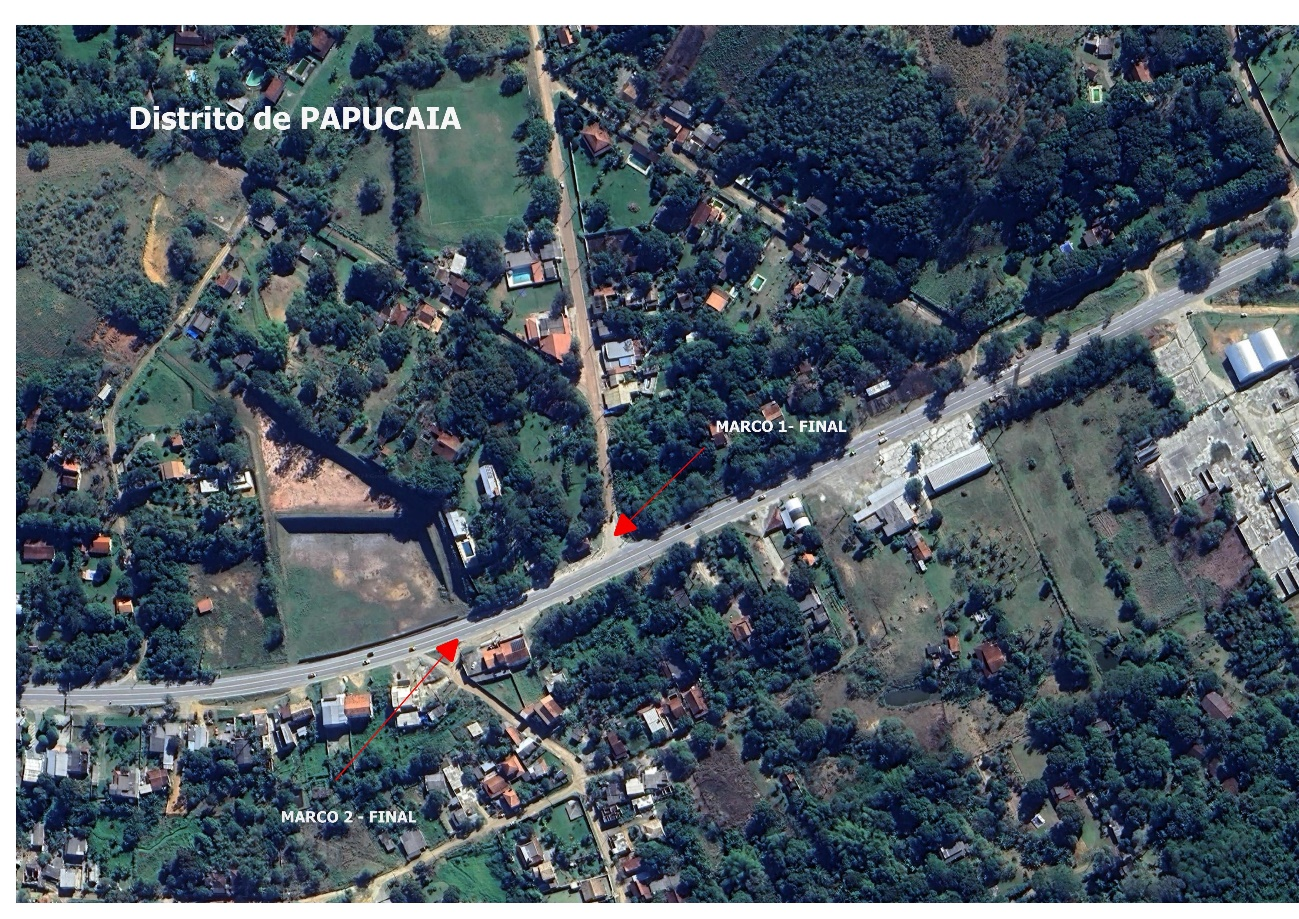 Distrito de PAPUCAIA
MARCO 1- FINAL
MARCO 2 - FINAL